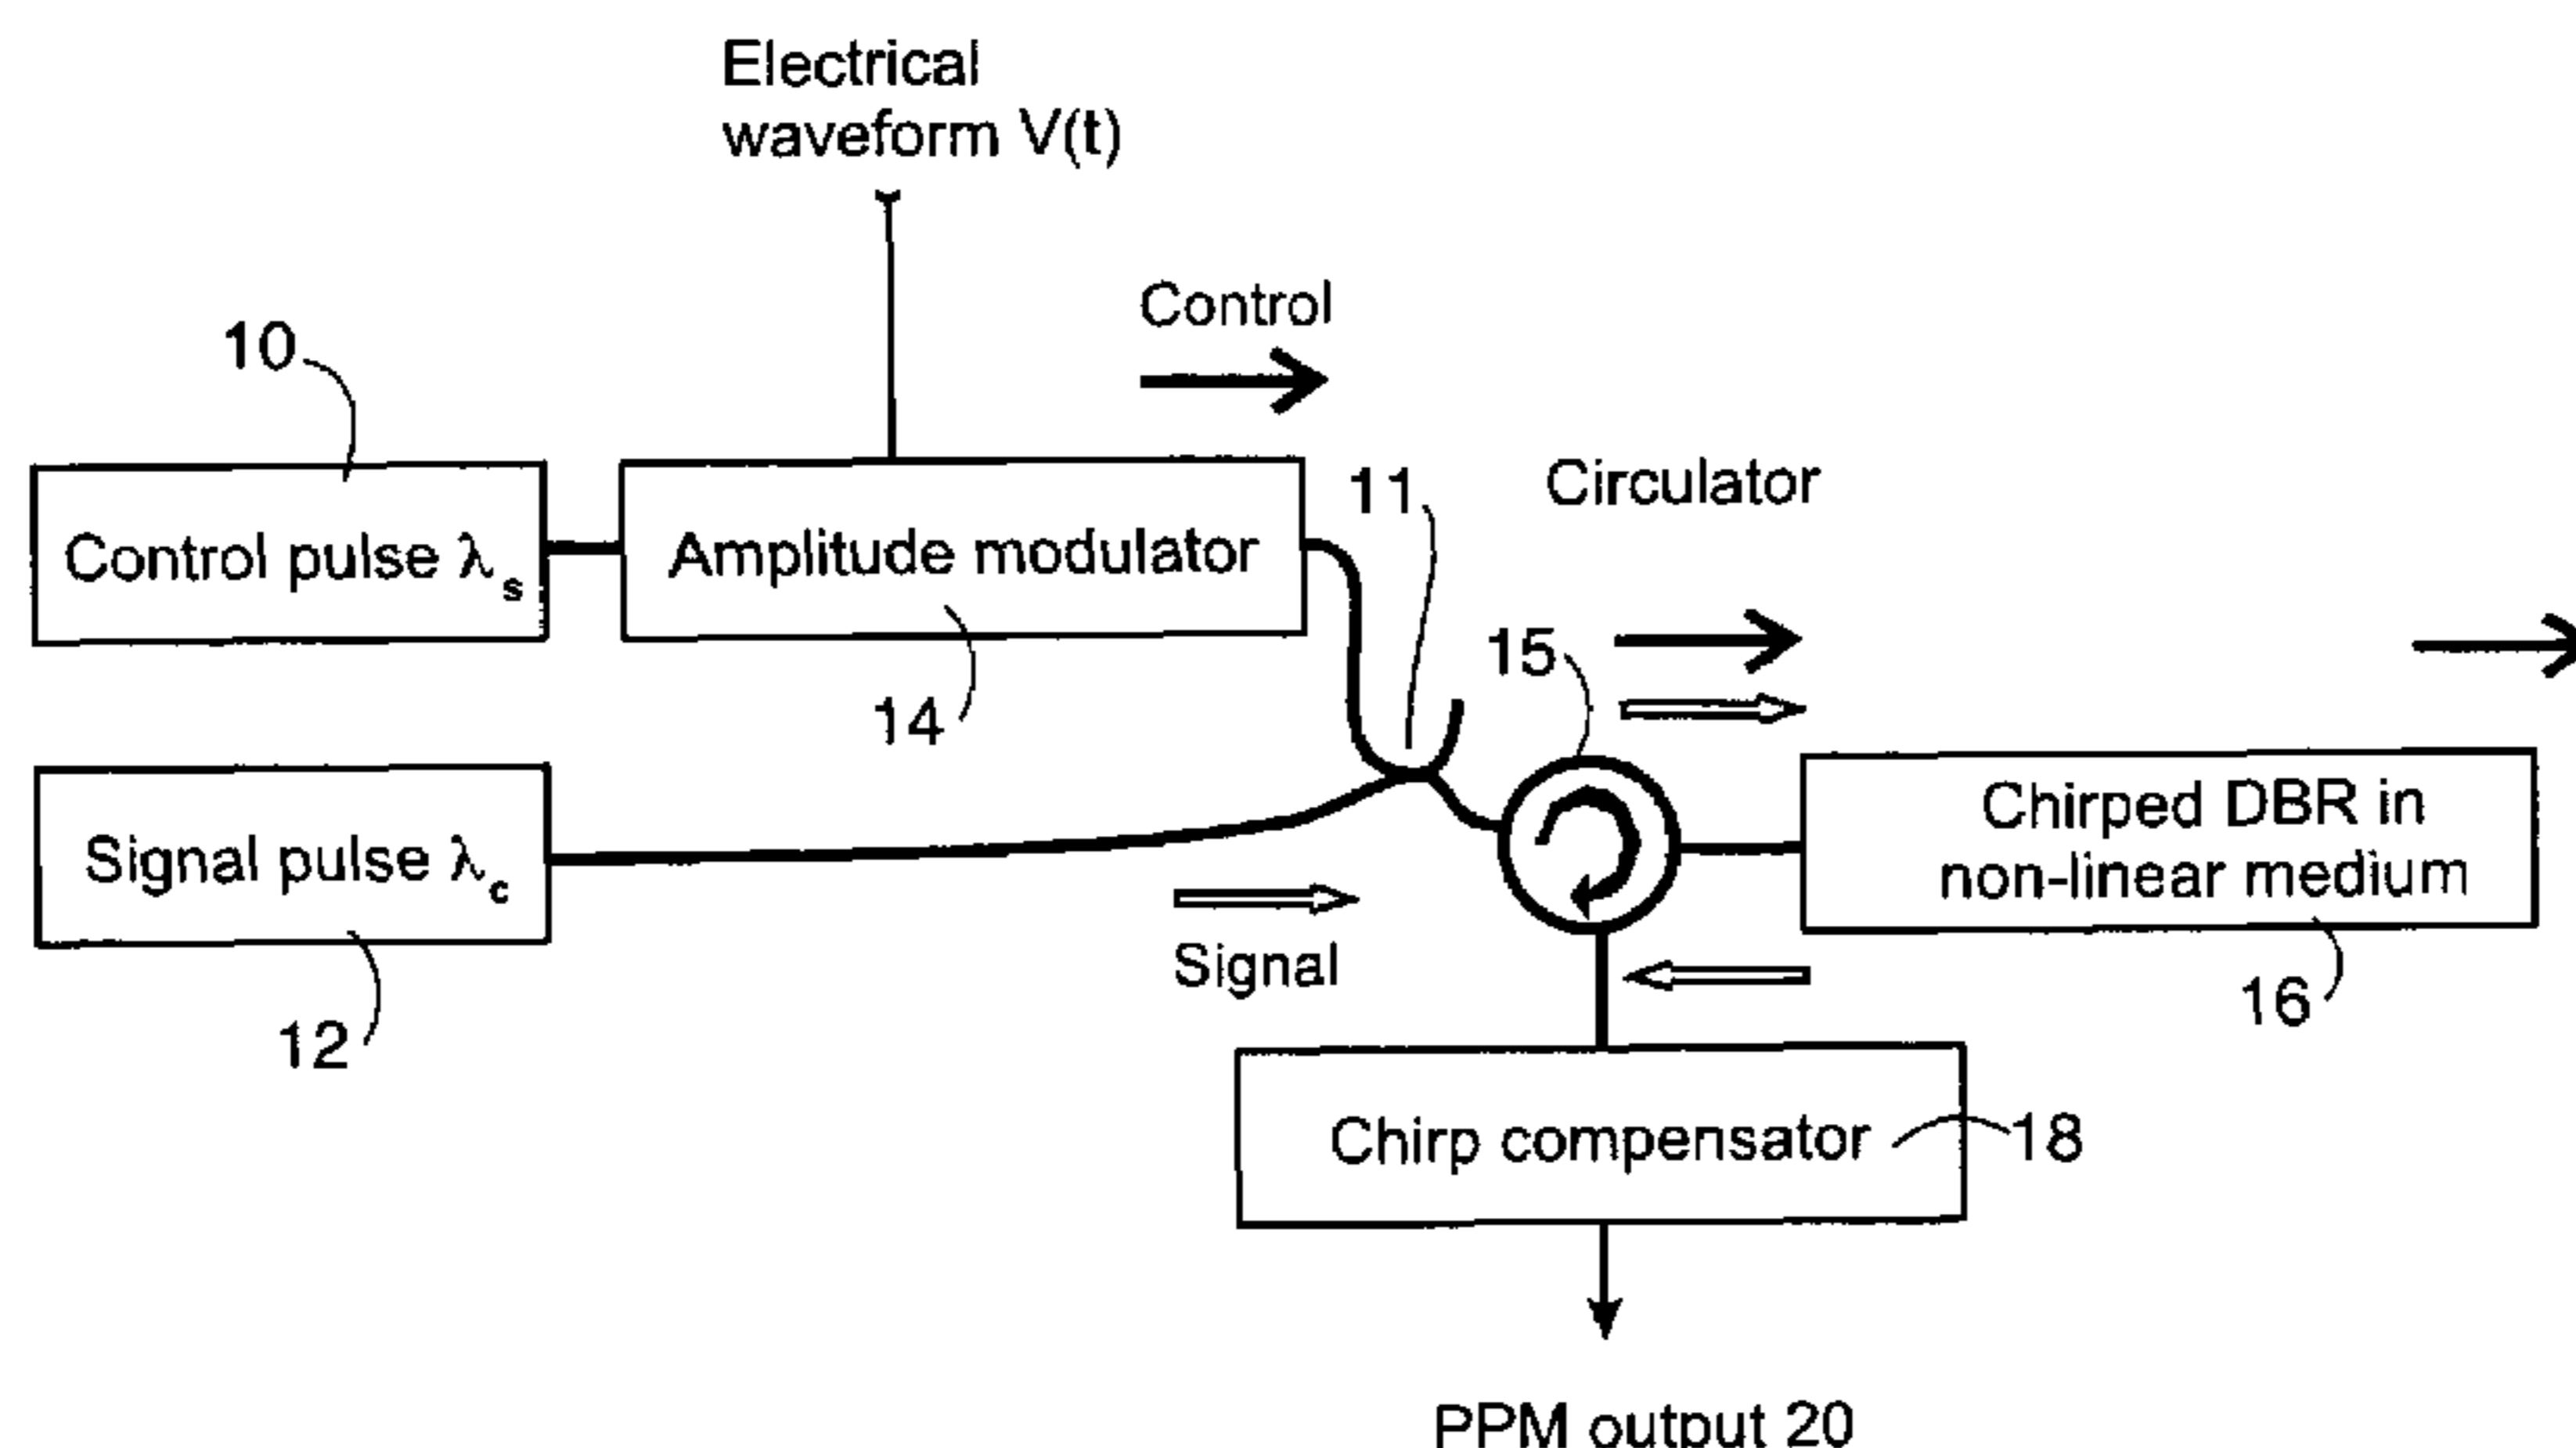 Electrical
waveform V(t)
Control
10
11
Circulator
Control pulse λs
Amplitude modulator
15
14
Signal pulse λc
Chirped DBR in
non-linear medium
Signal
16
12
Chirp compensator
18
PPM output 20